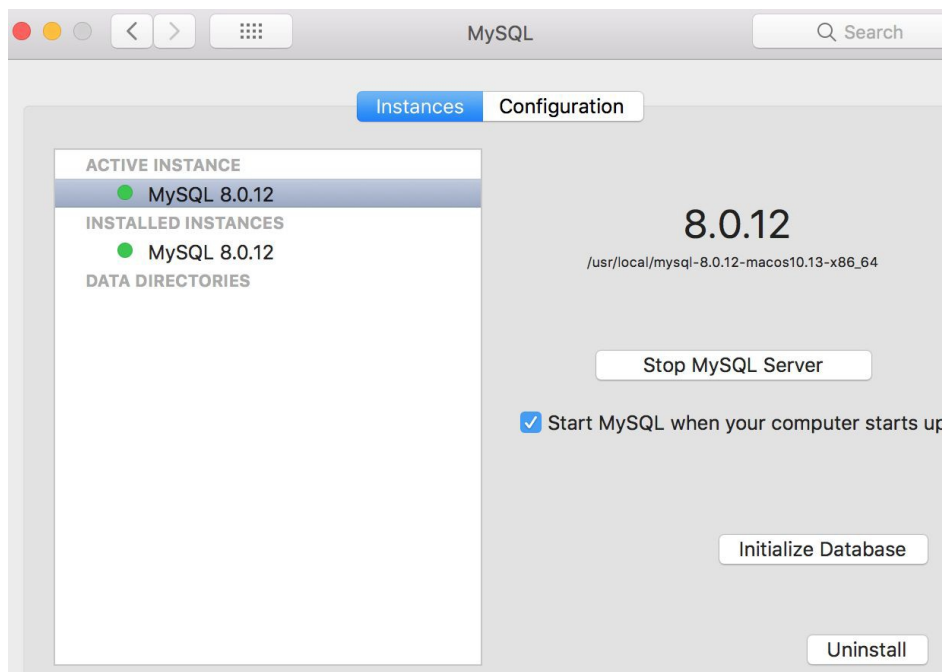 MySQL
Search
Instances
Configuration
ACTIVE INSTANCE
MySQL 8.0.12
INSTALLED INSTANCES
MySQL 8.0.12
DATA DIRECTORIES
8.0.12
/usr/local/mysql-8.0.12-macos10.13-x86_64
Stop MySQL Server
Start MySQL when your computer starts up
Initialize Database
Uninstall